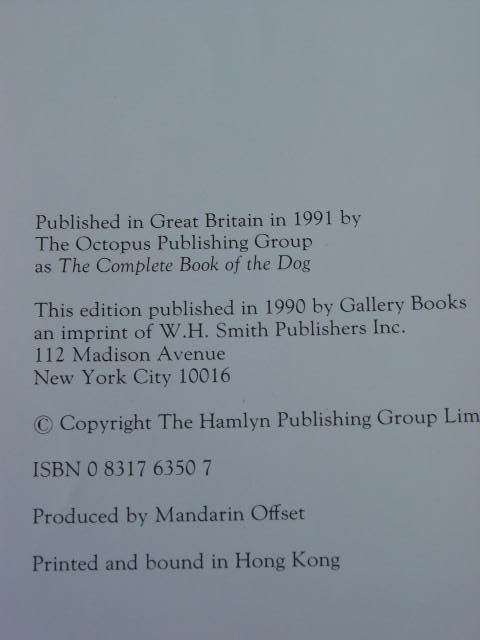 Published in Great Britain in 1991 by
The Octopus Publishing Group
as The Complete Book of the Dog
This edition published in 1990 by Gallery Books
an imprint of W.H. Smith Publishers Inc.
112 Madison Avenue
New York City 10016
© Copyright The Hamlyn Publishing Group Lim
ISBN 0 8317 6350 7
Produced by Mandarin Offset
Printed and bound in Hong Kong